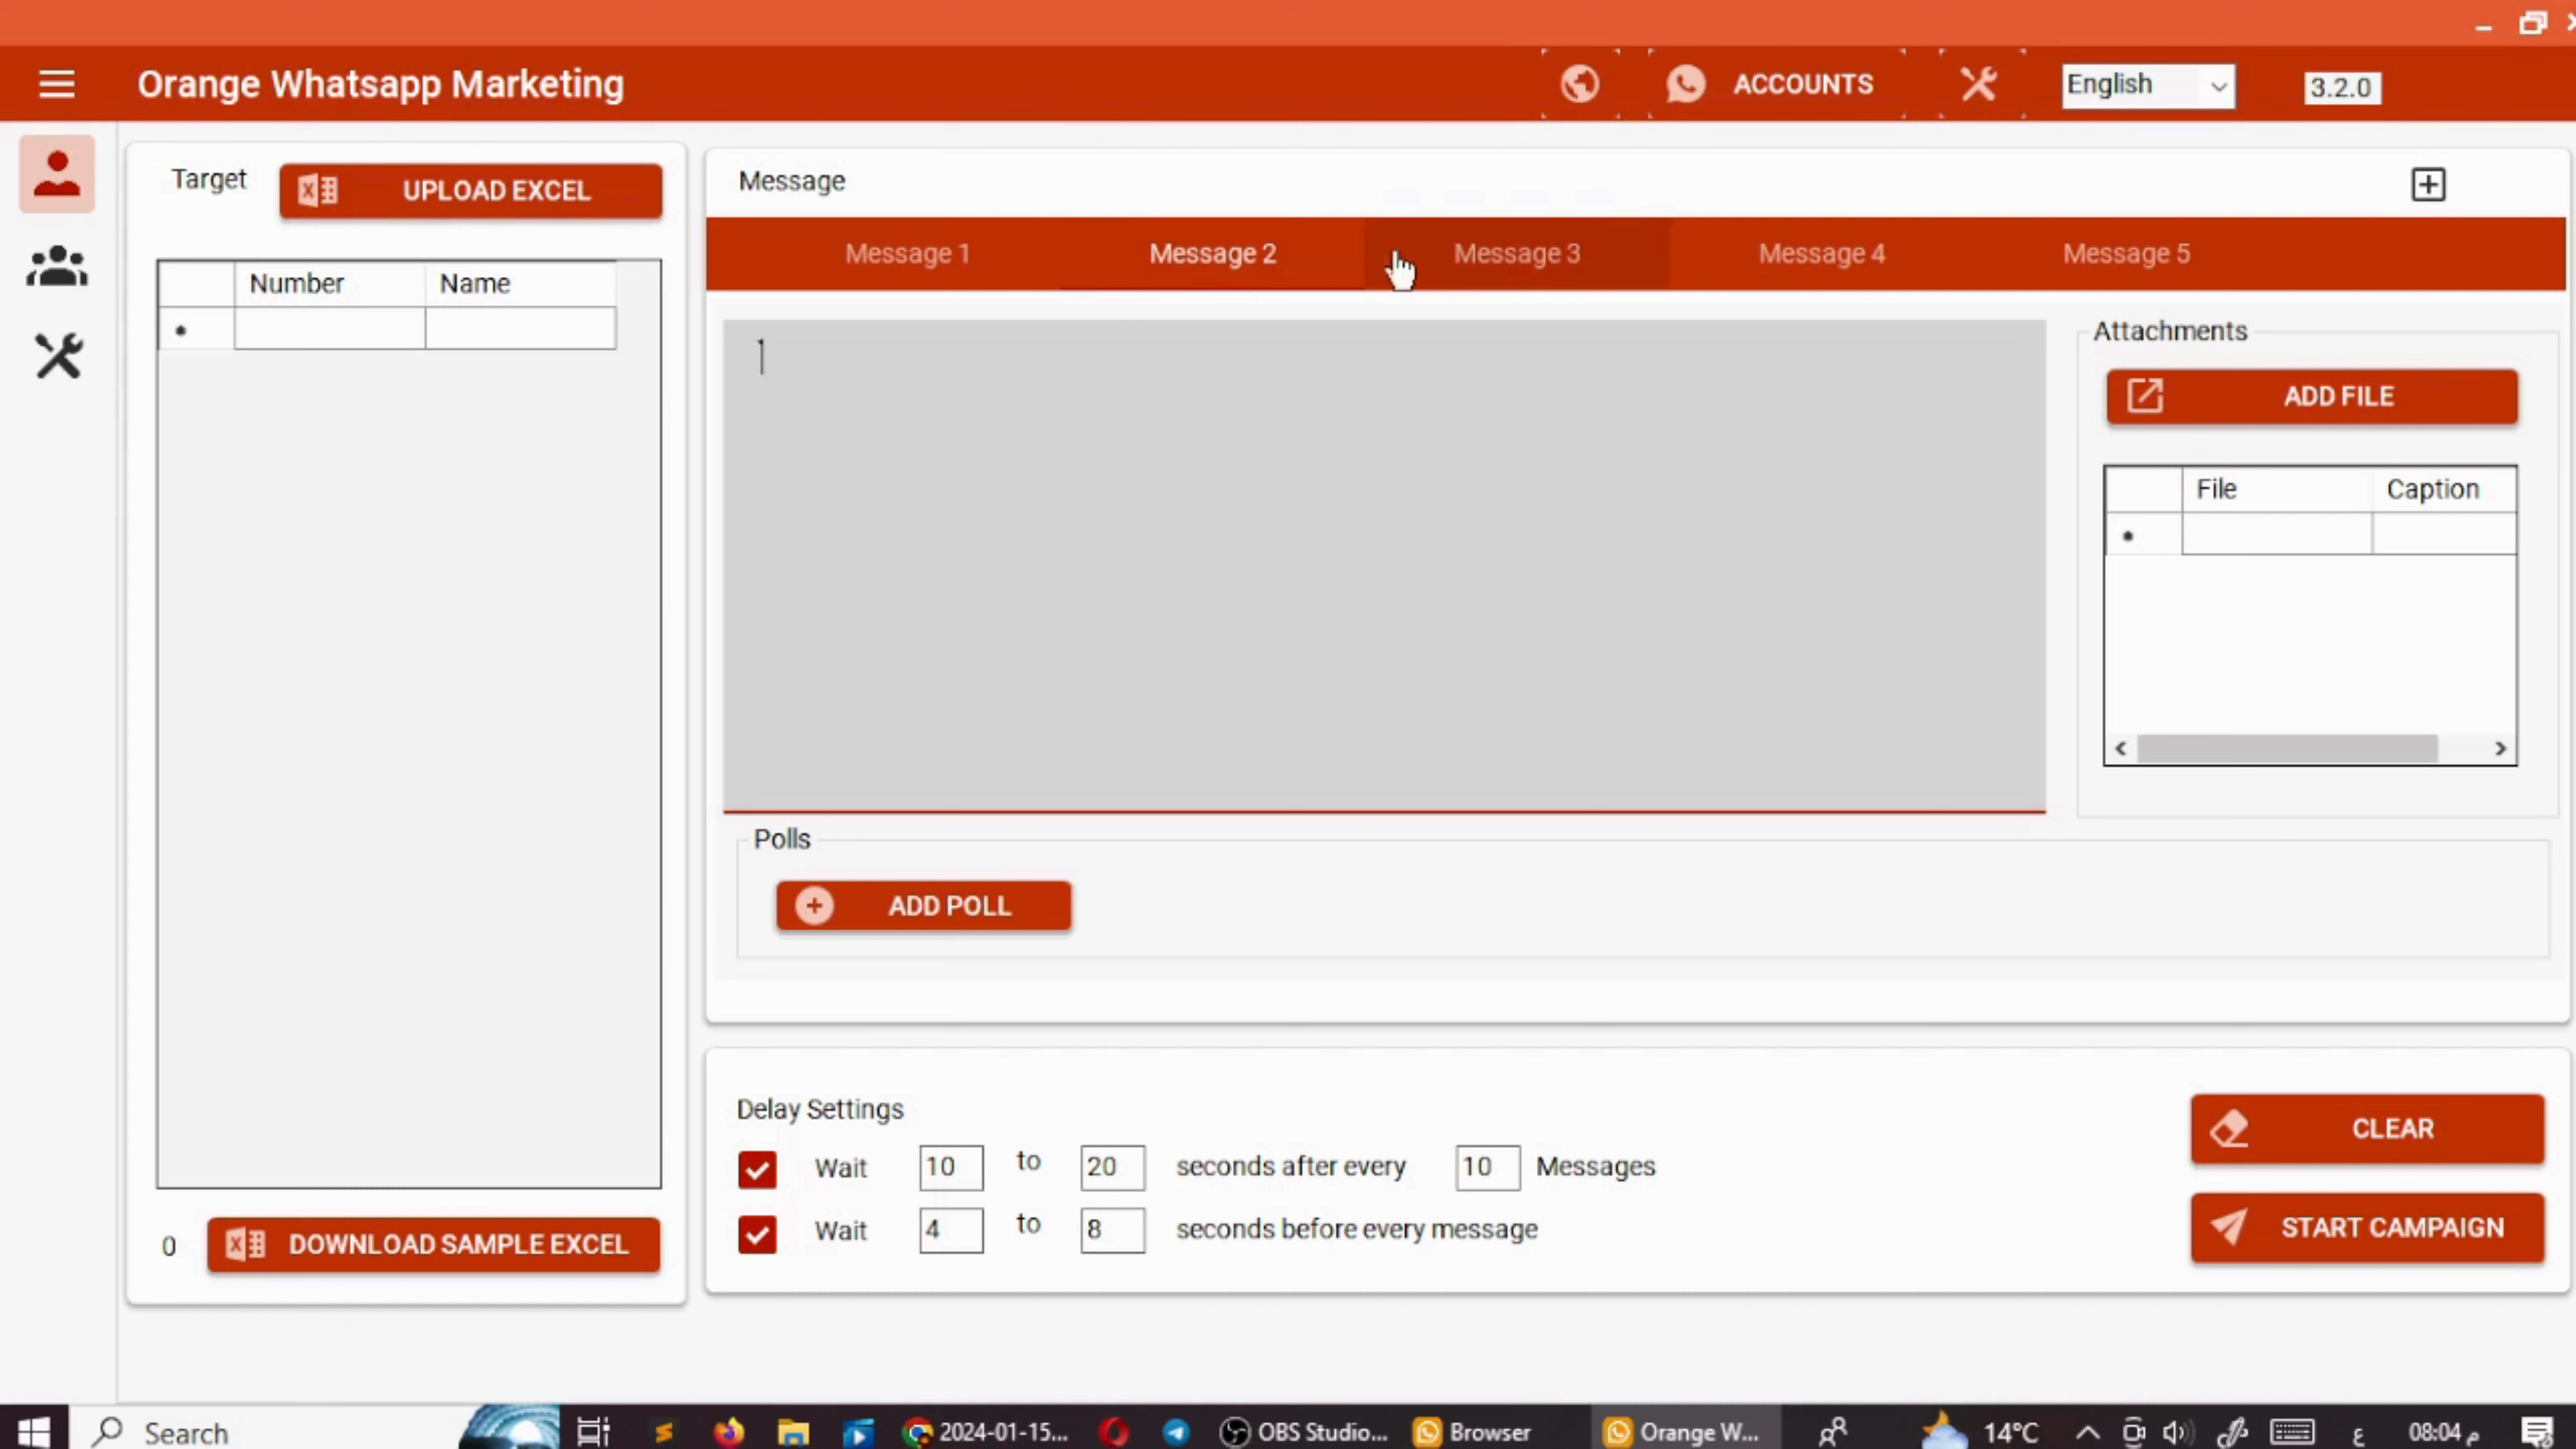 Orange Whatsapp Marketing
ACCOUNTS
English
3.2.0
Target
UPLOAD EXCEL
Number Name
0
DOWNLOAD SAMPLE EXCEL
Message
Message 1 Message 2 Message 3 Message 4 Message 5
Attachments
ADD FILE
File Caption
Polls
ADD POLL
Delay Settings
Wait 10 to 20 seconds after every 10 Messages
Wait 4 to 8 seconds before every message
CLEAR
START CAMPAIGN
Search
2024-01-15...
OBS Studio...
Browser
Orange W...
14°C
ع
08:04 م